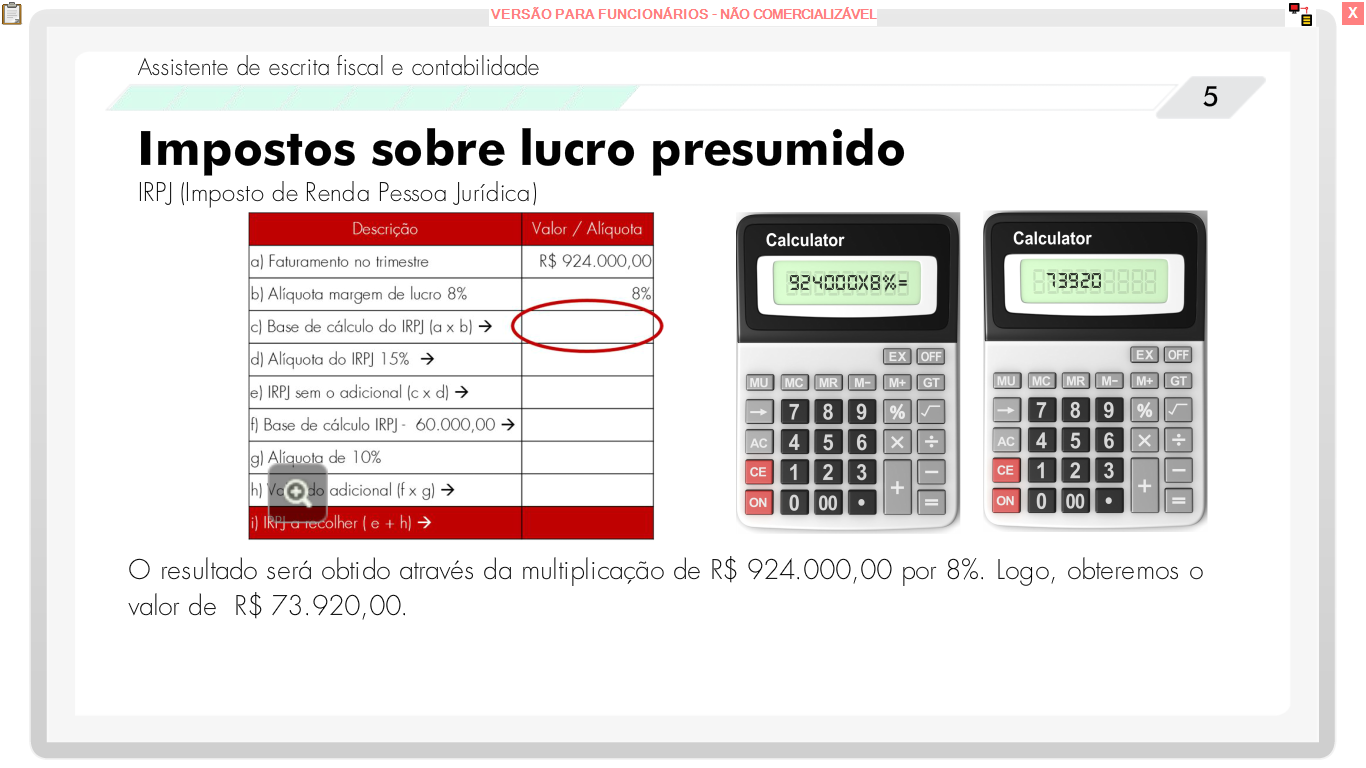 VERSÃO PARA FUNCIONÁRIOS - NÃO COMERCIALIZÁVEL
X
Assistente de escrita fiscal e contabilidade
5
Impostos sobre lucro presumido
IRPJ (Imposto de Renda Pessoa Jurídica)
Descrição Valor / Alíquota
a) Faturamento no trimestre R$ 924.000,00
b) Alíquota margem de lucro 8% 8%
c) Base de cálculo do IRPJ (a x b) →
d) Alíquota do IRPJ 15% →
e) IRPJ sem o adicional (c x d) →
f) Base de cálculo IRPJ - 60.000,00 →
g) Alíquota de 10%
h) adicional (f x g) →
i) IRPJ a recolher ( e + h) →
Calculator
924000X8%=
EX OFF
MU MC MR M− M+ GT
→ 7 8 9 % √
AC 4 5 6 × ÷
CE 1 2 3 + −
ON 0 00 • =
Calculator
73920
EX OFF
MU MC MR M− M+ GT
→ 7 8 9 % √
AC 4 5 6 × ÷
CE 1 2 3 + −
ON 0 00 • =
O resultado será obtido através da multiplicação de R$ 924.000,00 por 8%. Logo, obteremos o
valor de R$ 73.920,00.